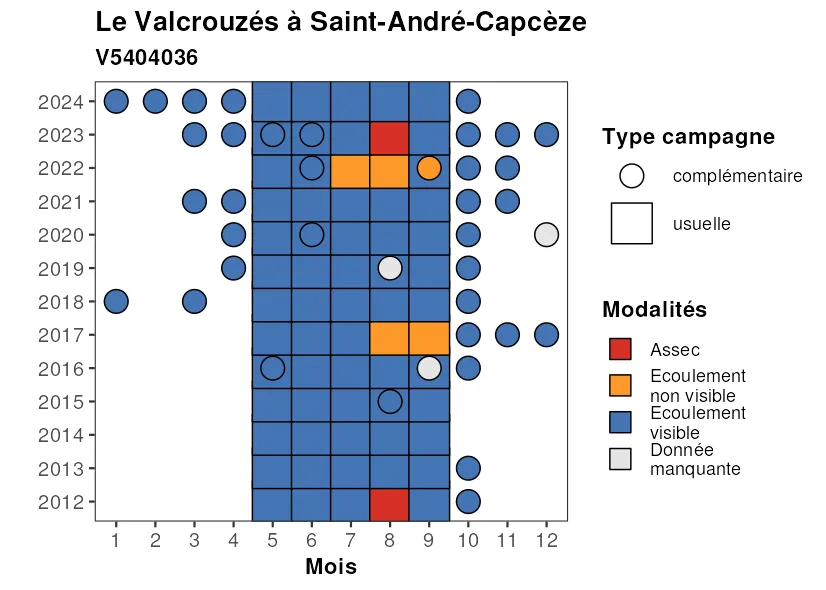 Le Valcrouzés à Saint-André-Capcèze
V5404036
2024
2023
2022
2021
2020
2019
2018
2017
2016
2015
2014
2013
2012
1 2 3 4 5 6 7 8 9 10 11 12
Mois
Type campagne
complémentaire
usuelle
Modalités
Assec
Ecoulement
non visible
Ecoulement
visible
Donnée
manquante